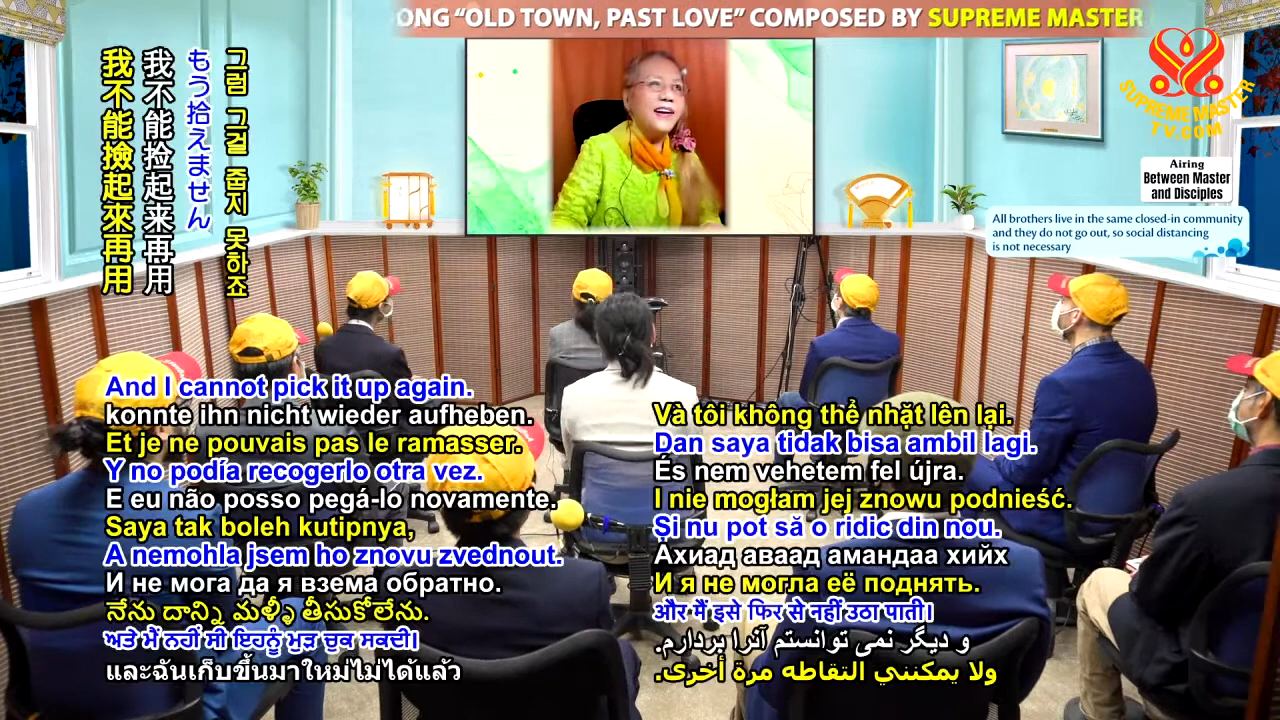 ONG “OLD TOWN, PAST LOVE” COMPOSED BY SUPREME MASTER
SUPREME MASTER
TV.COM
Airing
Between Master
and Disciples
All brothers live in the same closed-in community
and they do not go out, so social distancing
is not necessary
그럼 그걸 줍지 못하죠
もう拾えません
我不能捡起来再用
我不能撿起來再用
And I cannot pick it up again.
konnte ihn nicht wieder aufheben.
Et je ne pouvais pas le ramasser.
Y no podía recogerlo otra vez.
E eu não posso pegá-lo novamente.
Saya tak boleh kutipnya,
A nemohla jsem ho znovu zvednout.
И не мога да я взема обратно.
నేను దాన్ని మళ్ళీ తీసుకోలేను.
ਅਤੇ ਮੈਂ ਨਹੀਂ ਸੀ ਇਹਨੂੰ ਮੁੜ ਚੁਕ ਸਕਦੀ।
และฉันเก็บขึ้นมาใหม่ไม่ได้แล้ว
Và tôi không thể nhặt lên lại.
Dan saya tidak bisa ambil lagi.
És nem vehetem fel újra.
I nie mogłam jej znowu podnieść.
Și nu pot să o ridic din nou.
Ахиад аваад амандаа хийх
И я не могла её поднять.
और मैं इसे फिर से नहीं उठा पाती।
و دیگر نمی توانستم آنرا بردارم.
ولا يمكنني التقاطه مرة أخرى.